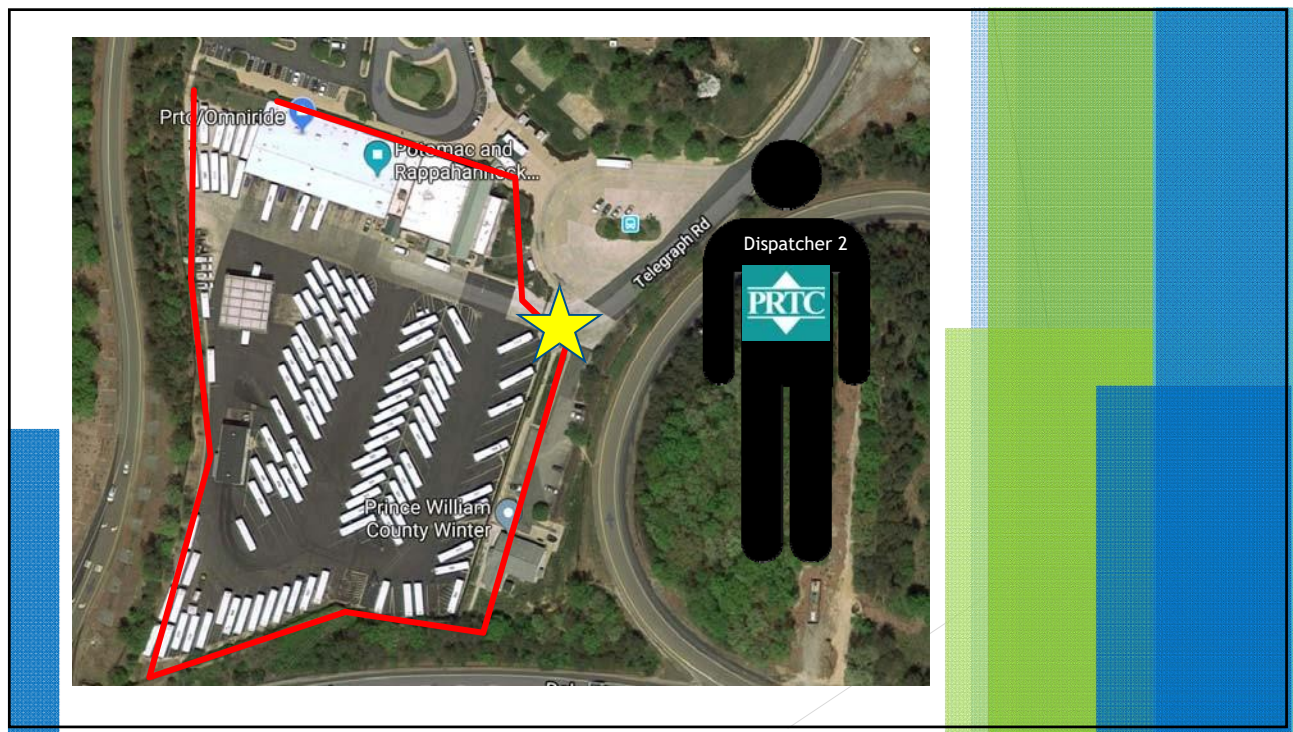 Prtc/Omniride
Potomac and
Rappahannock...
Telegraph Rd
Dispatcher 2
PRTC
Prince William
County Winter